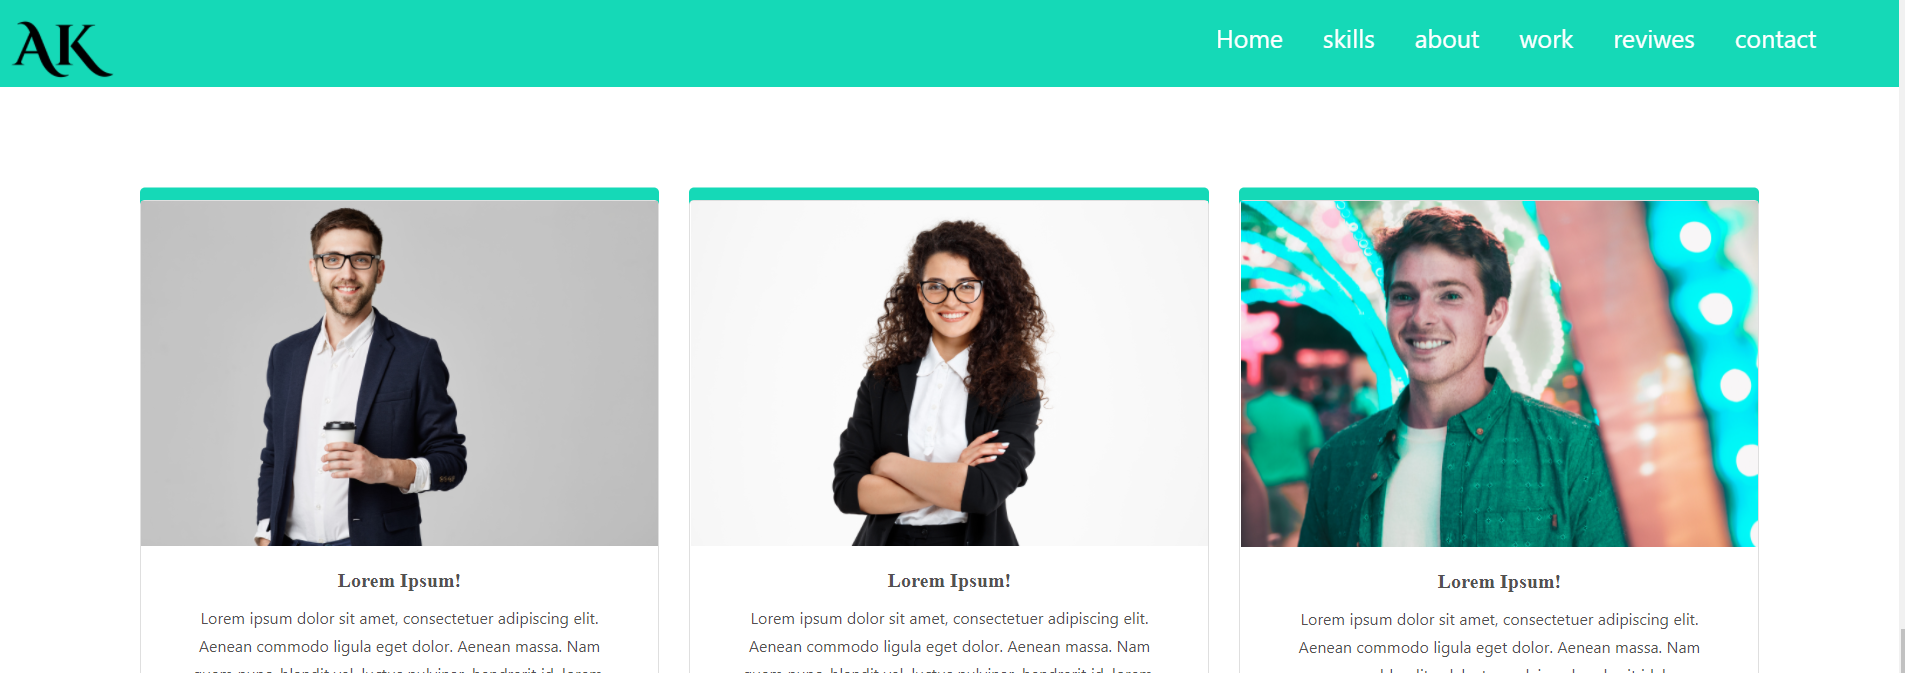 AK
Home skills about work reviwes contact
Lorem Ipsum!
Lorem ipsum dolor sit amet, consectetuer adipiscing elit.
Aenean commodo ligula eget dolor. Aenean massa. Nam
Lorem Ipsum!
Lorem ipsum dolor sit amet, consectetuer adipiscing elit.
Aenean commodo ligula eget dolor. Aenean massa. Nam
Lorem Ipsum!
Lorem ipsum dolor sit amet, consectetuer adipiscing elit.
Aenean commodo ligula eget dolor. Aenean massa. Nam